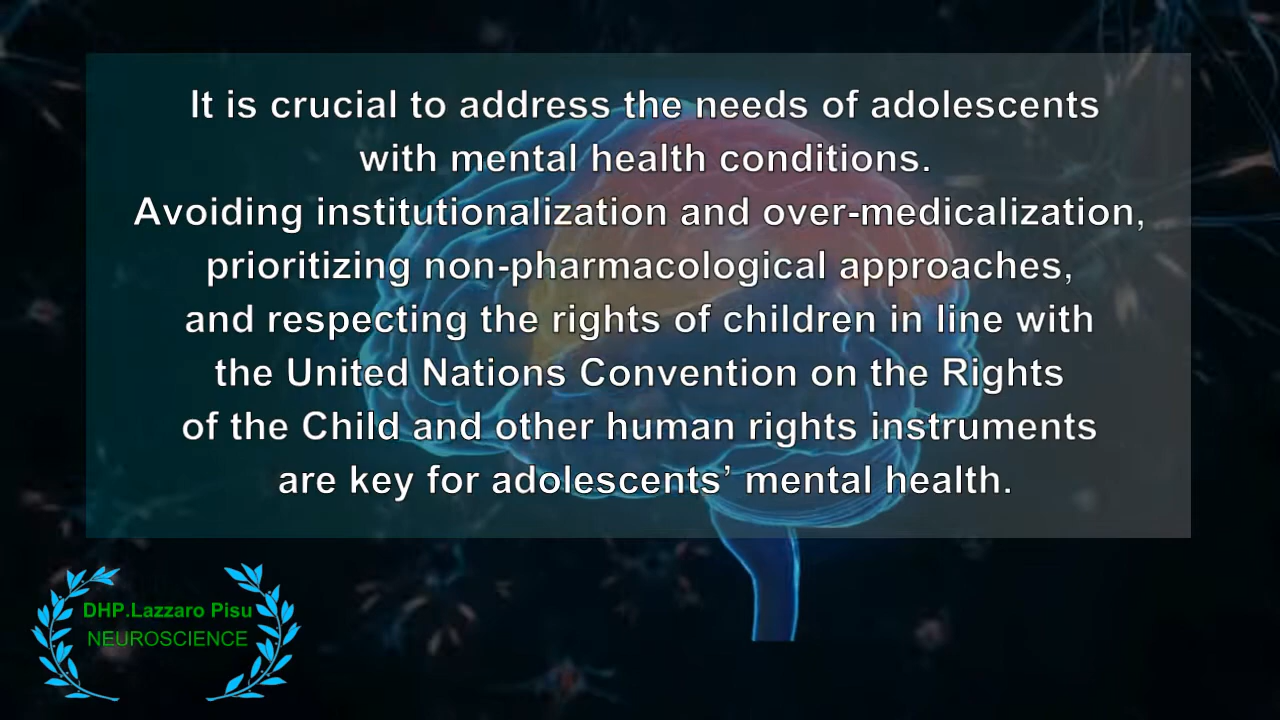 It is crucial to address the needs of adolescents
with mental health conditions.
Avoiding institutionalization and over-medicalization,
prioritizing non-pharmacological approaches,
and respecting the rights of children in line with
the United Nations Convention on the Rights
of the Child and other human rights instruments
are key for adolescents’ mental health.
DHP.Lazzaro Pisu
NEUROSCIENCE